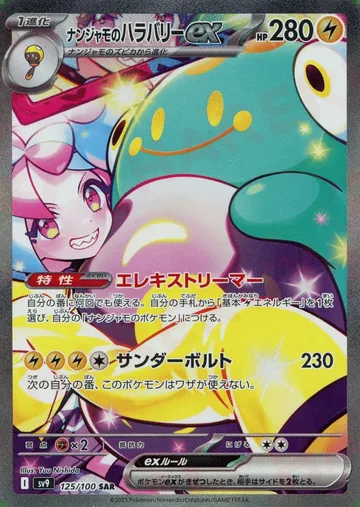 1進化
ナンジャモのハラバリーex
HP280
ナンジャモのズピカから進化
特性
エレキストリーマー
自分の番に何回でも使える。自分の手札から「基本エネルギー」を1枚
選び、自分の「ナンジャモのポケモン」につける。
サンダーボルト 230
次の自分の番、このポケモンはワザが使えない。
弱点 ×2 抵抗力 にげる
Illus. You Nishida
I sv9 125/100 SAR
exルール
ポケモンexがきぜつしたとき、相手はサイドを2枚とる。
©2025 Pokémon/Nintendo/Creatures/GAME FREAK.